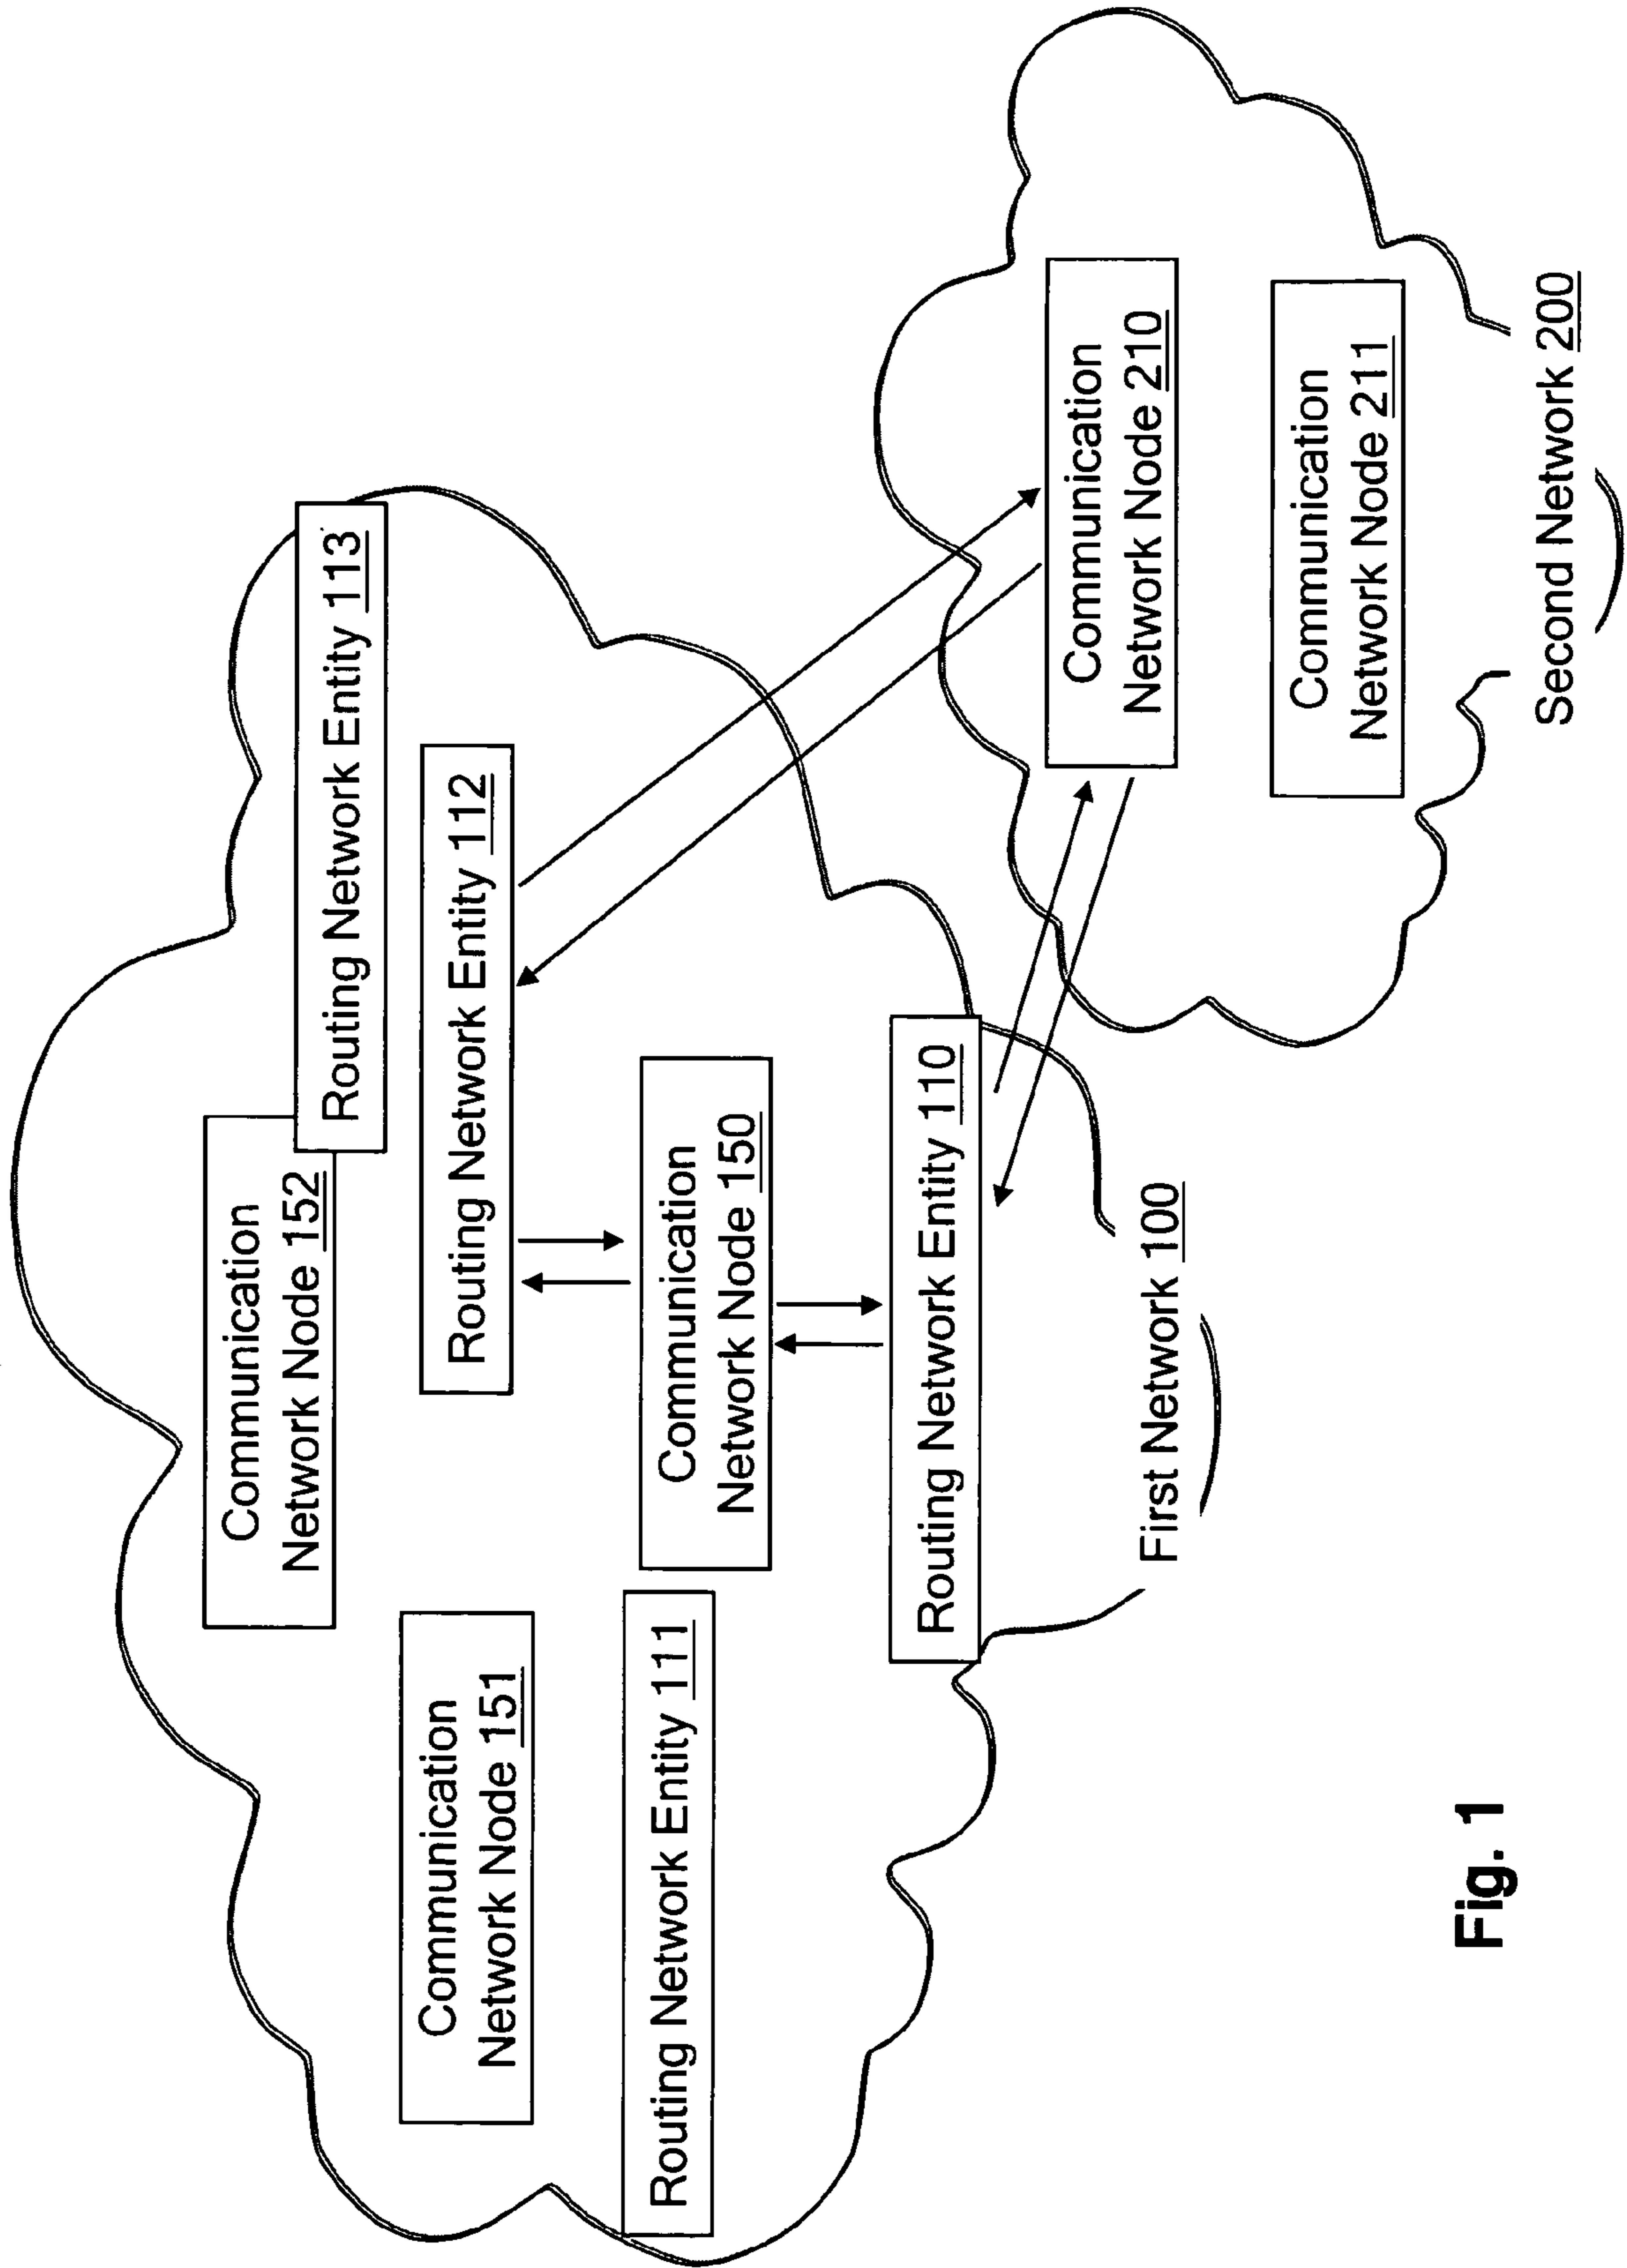 Communication
Network Node 152
Routing Network Entity 113
Communication
Network Node 151
Routing Network Entity 112
Routing Network Entity 111
Communication
Network Node 150
Routing Network Entity 110
First Network 100
Communication
Network Node 210
Communication
Network Node 211
Second Network 200
Fig. 1